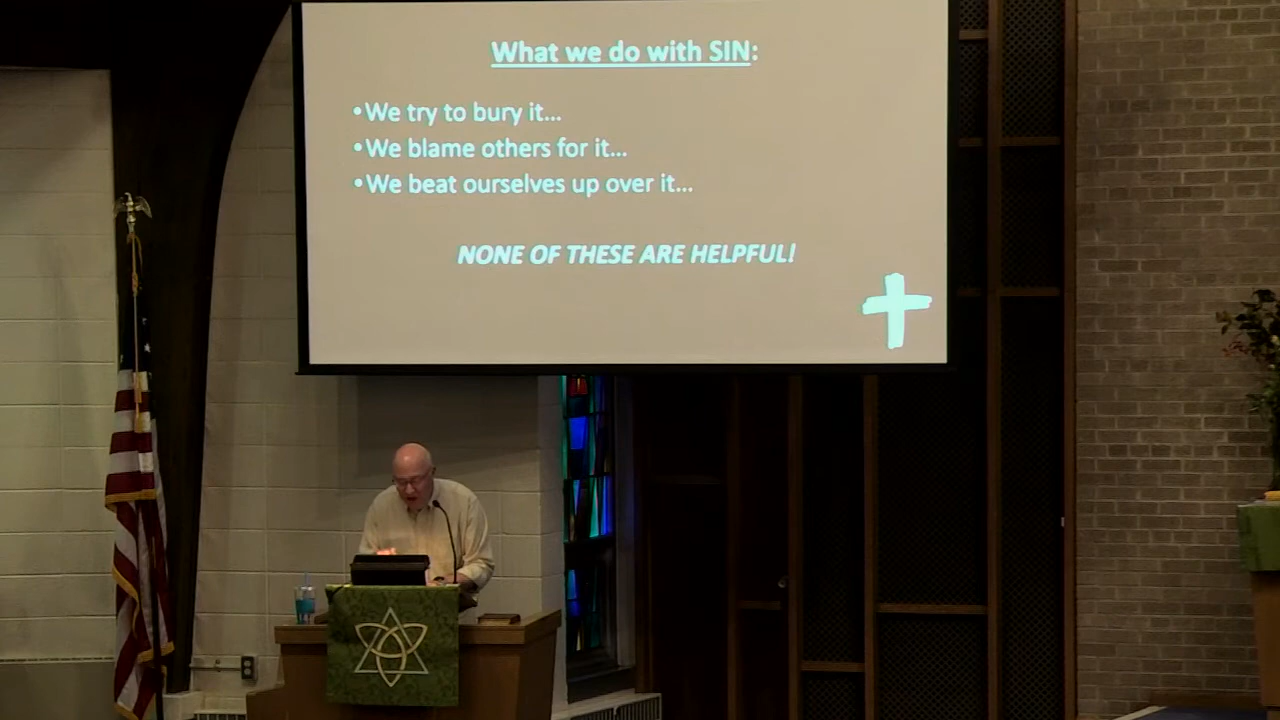 What we do with SIN:
•We try to bury it...
•We blame others for it...
•We beat ourselves up over it...
NONE OF THESE ARE HELPFUL!